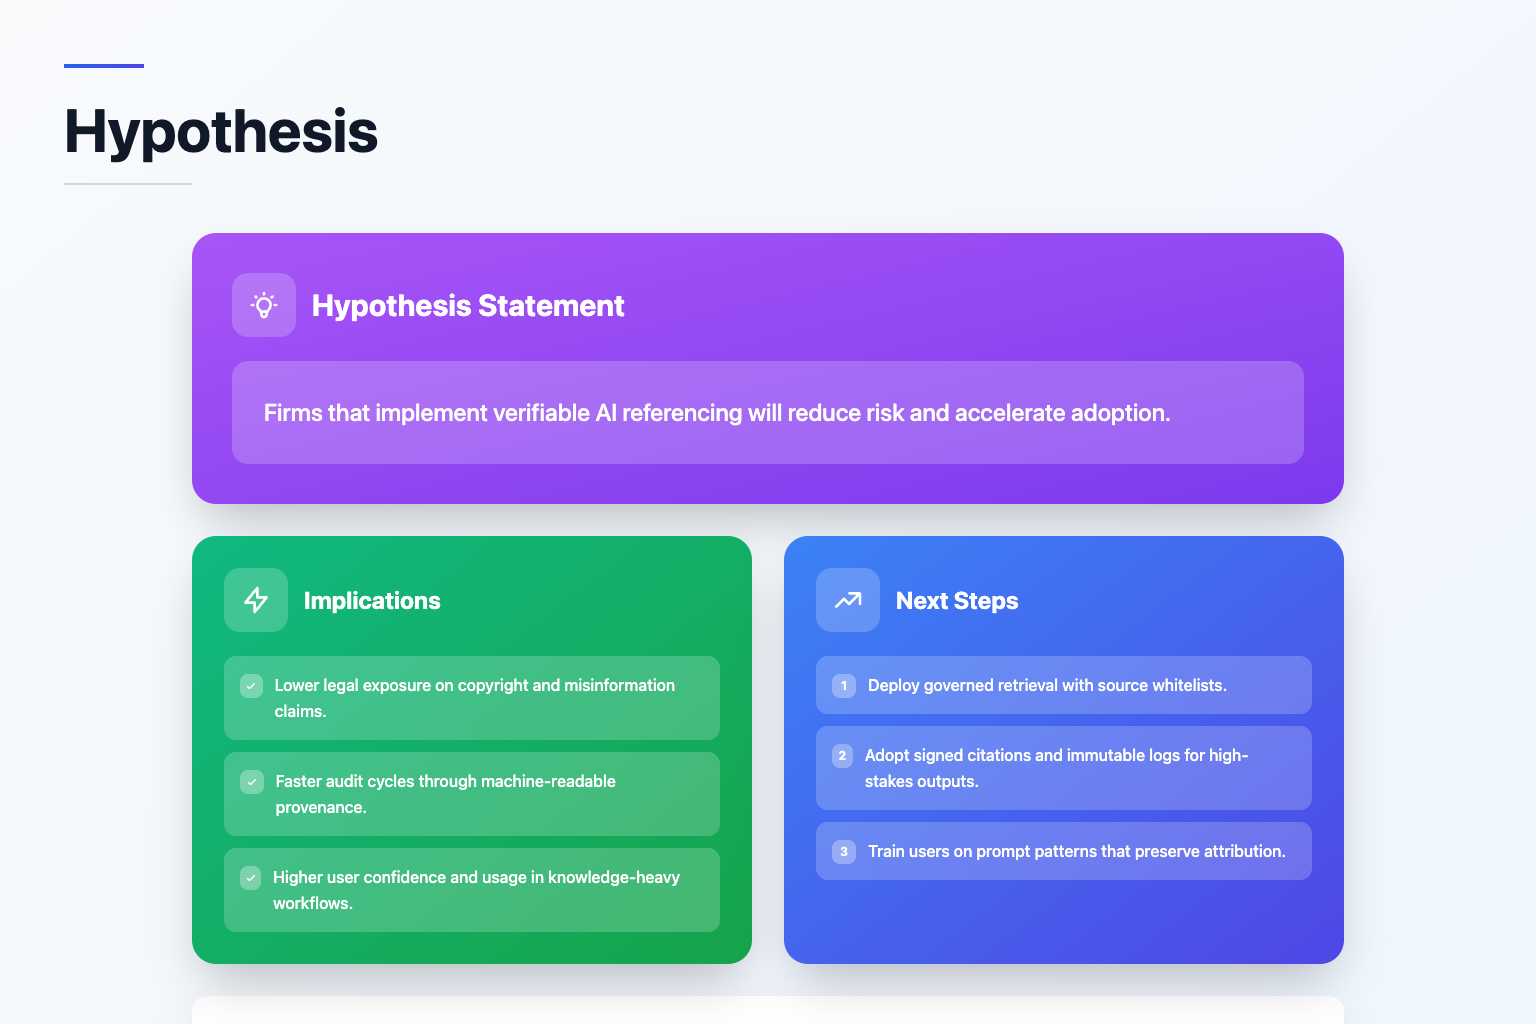 Hypothesis
Hypothesis Statement
Firms that implement verifiable AI referencing will reduce risk and accelerate adoption.
Implications
Lower legal exposure on copyright and misinformation
claims.
Faster audit cycles through machine-readable
provenance.
Higher user confidence and usage in knowledge-heavy
workflows.
Next Steps
1 Deploy governed retrieval with source whitelists.
2 Adopt signed citations and immutable logs for high-
stakes outputs.
3 Train users on prompt patterns that preserve attribution.